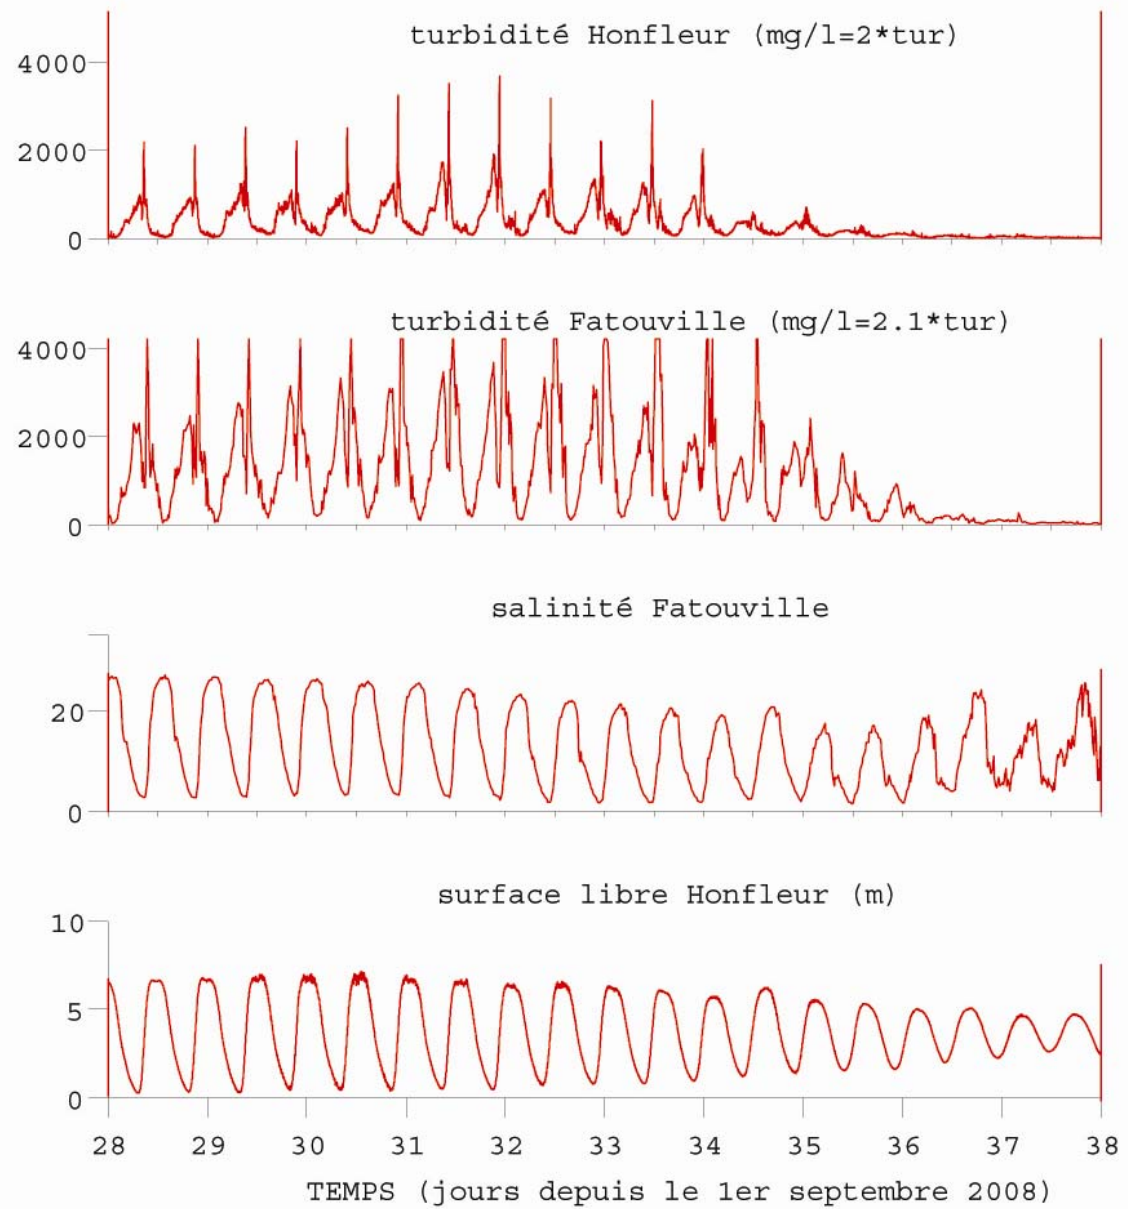 turbidité Honfleur (mg/l=2*tur)
4000
2000
0
turbidité Fatouville (mg/l=2.1*tur)
4000
2000
0
salinité Fatouville
20
0
surface libre Honfleur (m)
10
5
0
28 29 30 31 32 33 34 35 36 37 38
TEMPS (jours depuis le 1er septembre 2008)